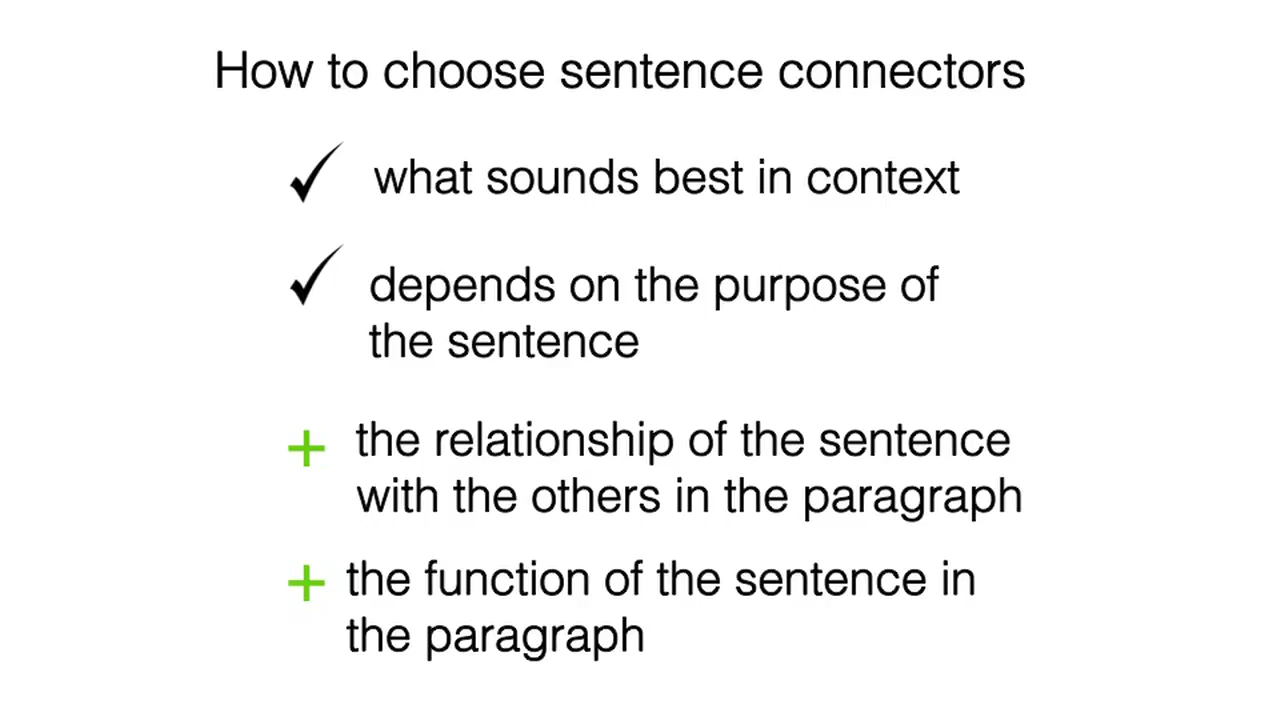 How to choose sentence connectors
✓ what sounds best in context
✓ depends on the purpose of
the sentence
+ the relationship of the sentence
with the others in the paragraph
+ the function of the sentence in
the paragraph